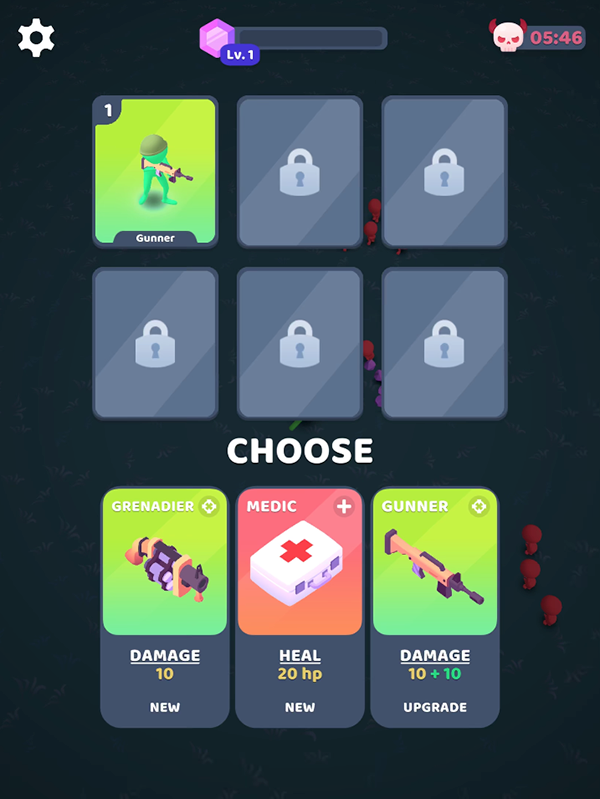 Lv. 1
05:46
1
Gunner
CHOOSE
GRENADIER
MEDIC
GUNNER
DAMAGE
10
HEAL
20 hp
DAMAGE
10 + 10
NEW
NEW
UPGRADE